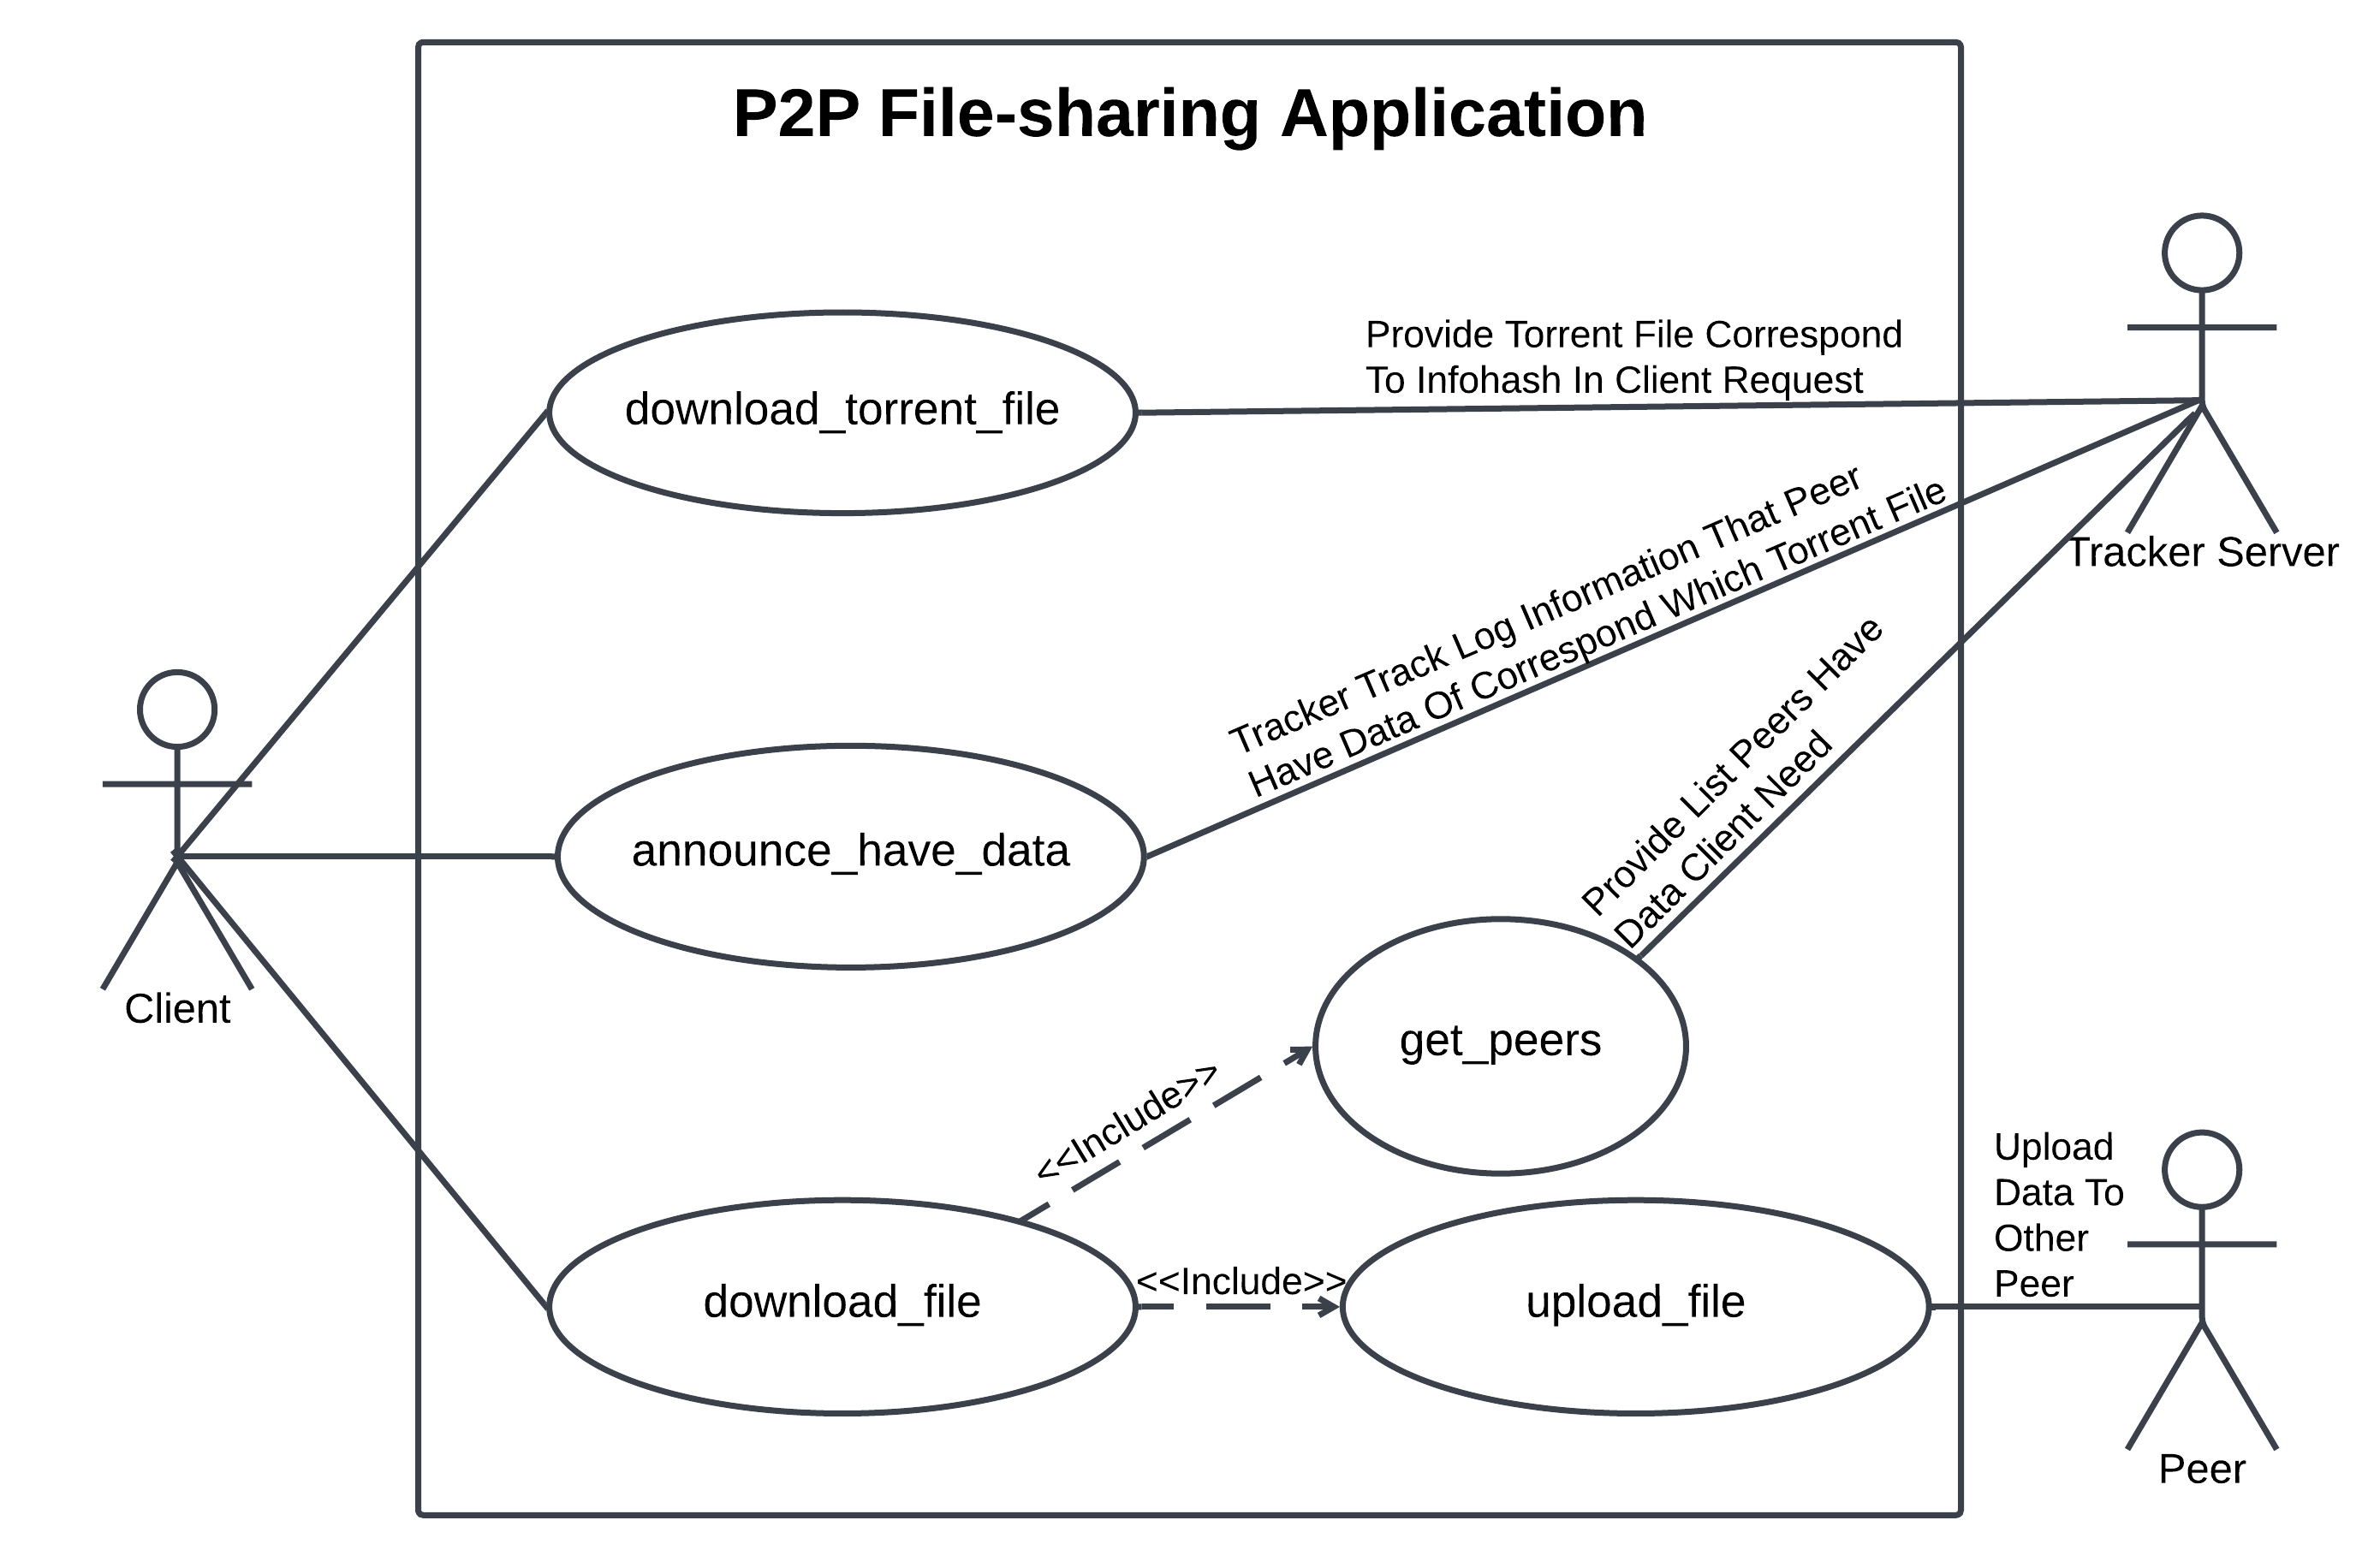 P2P File-sharing Application
Provide Torrent File Correspond
To Infohash In Client Request
download_torrent_file
Tracker Server
Tracker Track Log Information That Peer
Have Data Of Correspond Which Torrent File
Provide List Peers Have
Data Client Need
announce_have_data
Client
get_peers
<<Include>>
Upload
Data To
Other
Peer
<<Include>>
download_file
upload_file
Peer